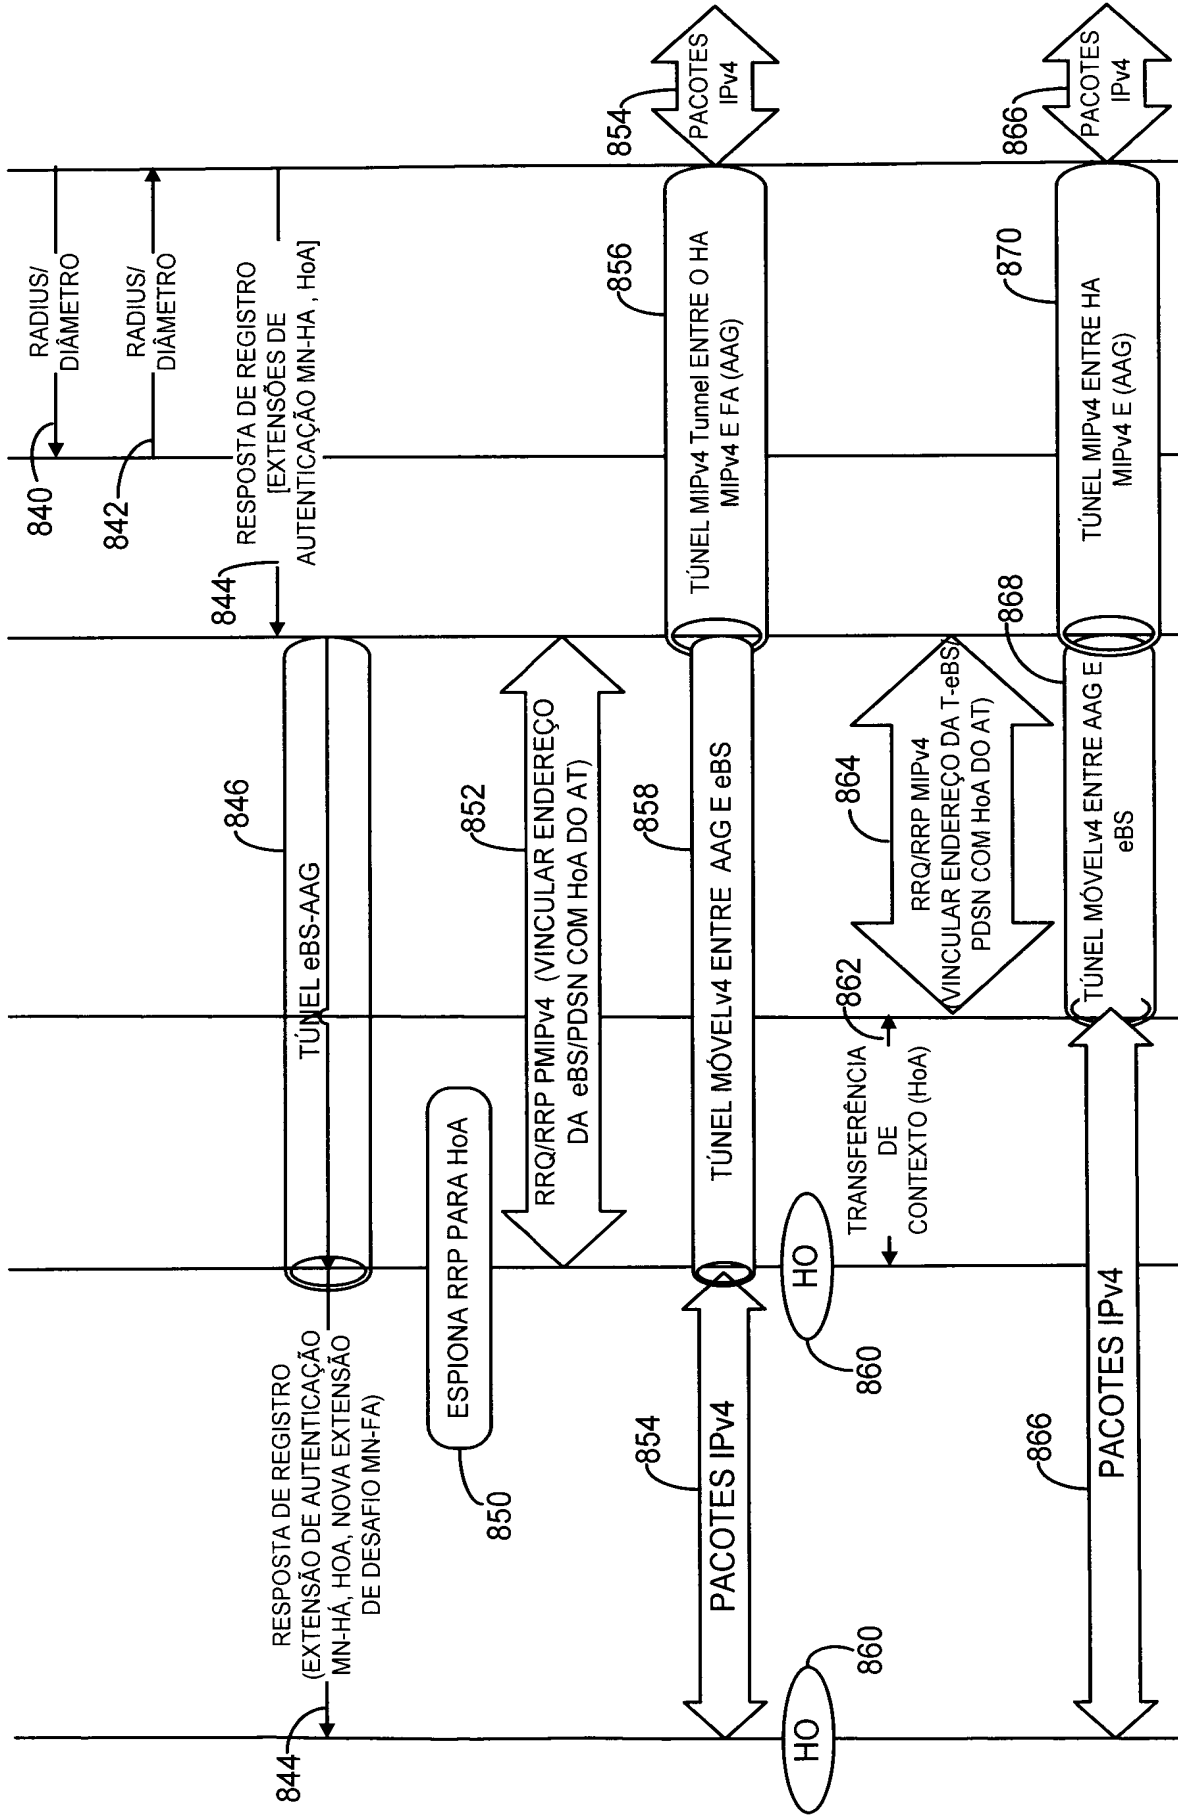 840
RADIUS/
DIÂMETRO
842
RADIUS/
DIÂMETRO
844
RESPOSTA DE REGISTRO
[EXTENSÕES DE
AUTENTICAÇÃO MN-HA , HoA]
846
TÚNEL eBS-AAG
RESPOSTA DE REGISTRO
(EXTENSÃO DE AUTENTICAÇÃO
MN-HÁ, HOA, NOVA EXTENSÃO
DE DESAFIO MN-FA)
844
ESPIONA RRP PARA HoA
850
852
RRQ/RRP PMIPv4 (VINCULAR ENDEREÇO
DA eBS/PDSN COM HoA DO AT)
854
PACOTES IPv4
858
TÚNEL MÓVELv4 ENTRE AAG E eBS
856
TÚNEL MIPv4 Tunnel ENTRE O HA
MIPv4 E FA (AAG)
854
PACOTES
IPv4
HO
860
HO
860
TRANSFERÊNCIA
DE
CONTEXTO (HoA)
862
864
RRQ/RRP MIPv4
VINCULAR ENDEREÇO DA T-eBS/
PDSN COM HoA DO AT)
866
PACOTES IPv4
868
TÚNEL MÓVELv4 ENTRE AAG E
eBS
870
TÚNEL MIPv4 ENTRE HA
MIPv4 E (AAG)
866
PACOTES
IPv4